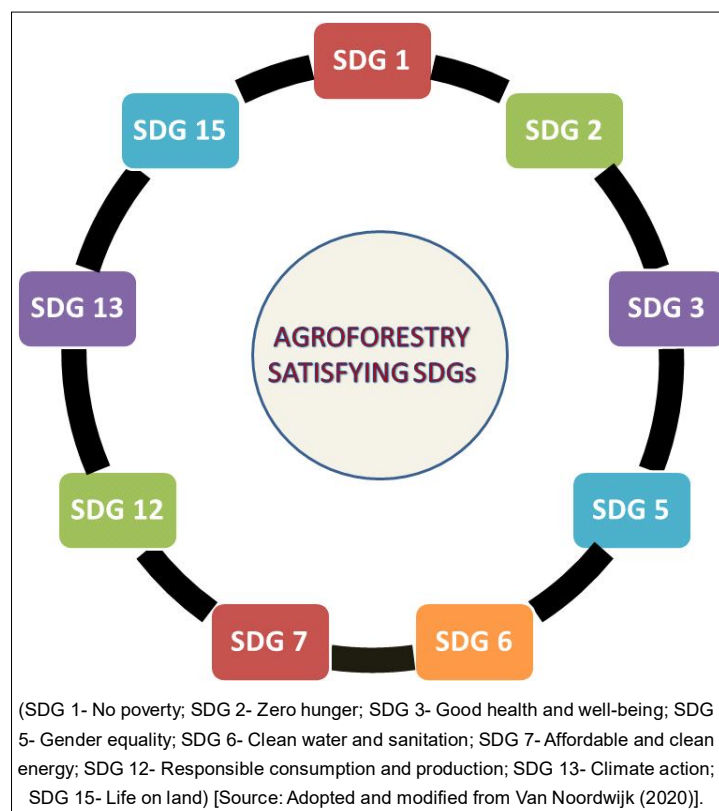 SDG 1
SDG 2
SDG 3
SDG 5
SDG 6
SDG 7
SDG 12
SDG 13
SDG 15
AGROFORESTRY
SATISFYING SDGs
(SDG 1- No poverty; SDG 2- Zero hunger; SDG 3- Good health and well-being; SDG
5- Gender equality; SDG 6- Clean water and sanitation; SDG 7- Affordable and clean
energy; SDG 12- Responsible consumption and production; SDG 13- Climate action;
SDG 15- Life on land) [Source: Adopted and modified from Van Noordwijk (2020)].